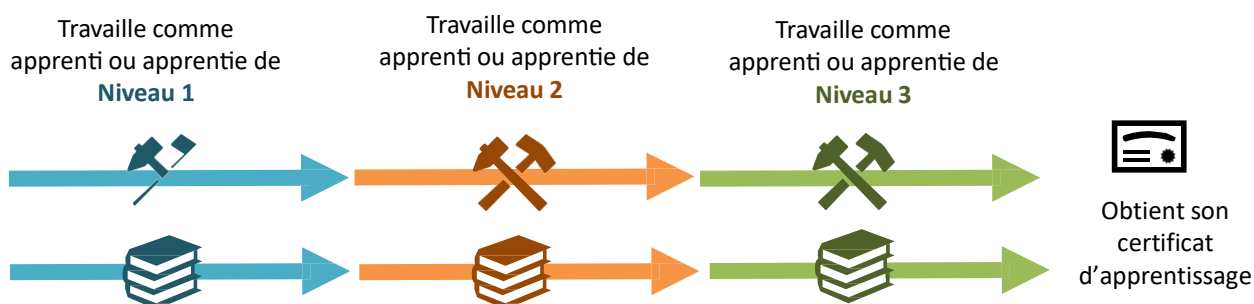 Travaille comme
apprenti ou apprentie de
Niveau 1
Travaille comme
apprenti ou apprentie de
Niveau 2
Travaille comme
apprenti ou apprentie de
Niveau 3
Obtient son
certificat
d’apprentissage